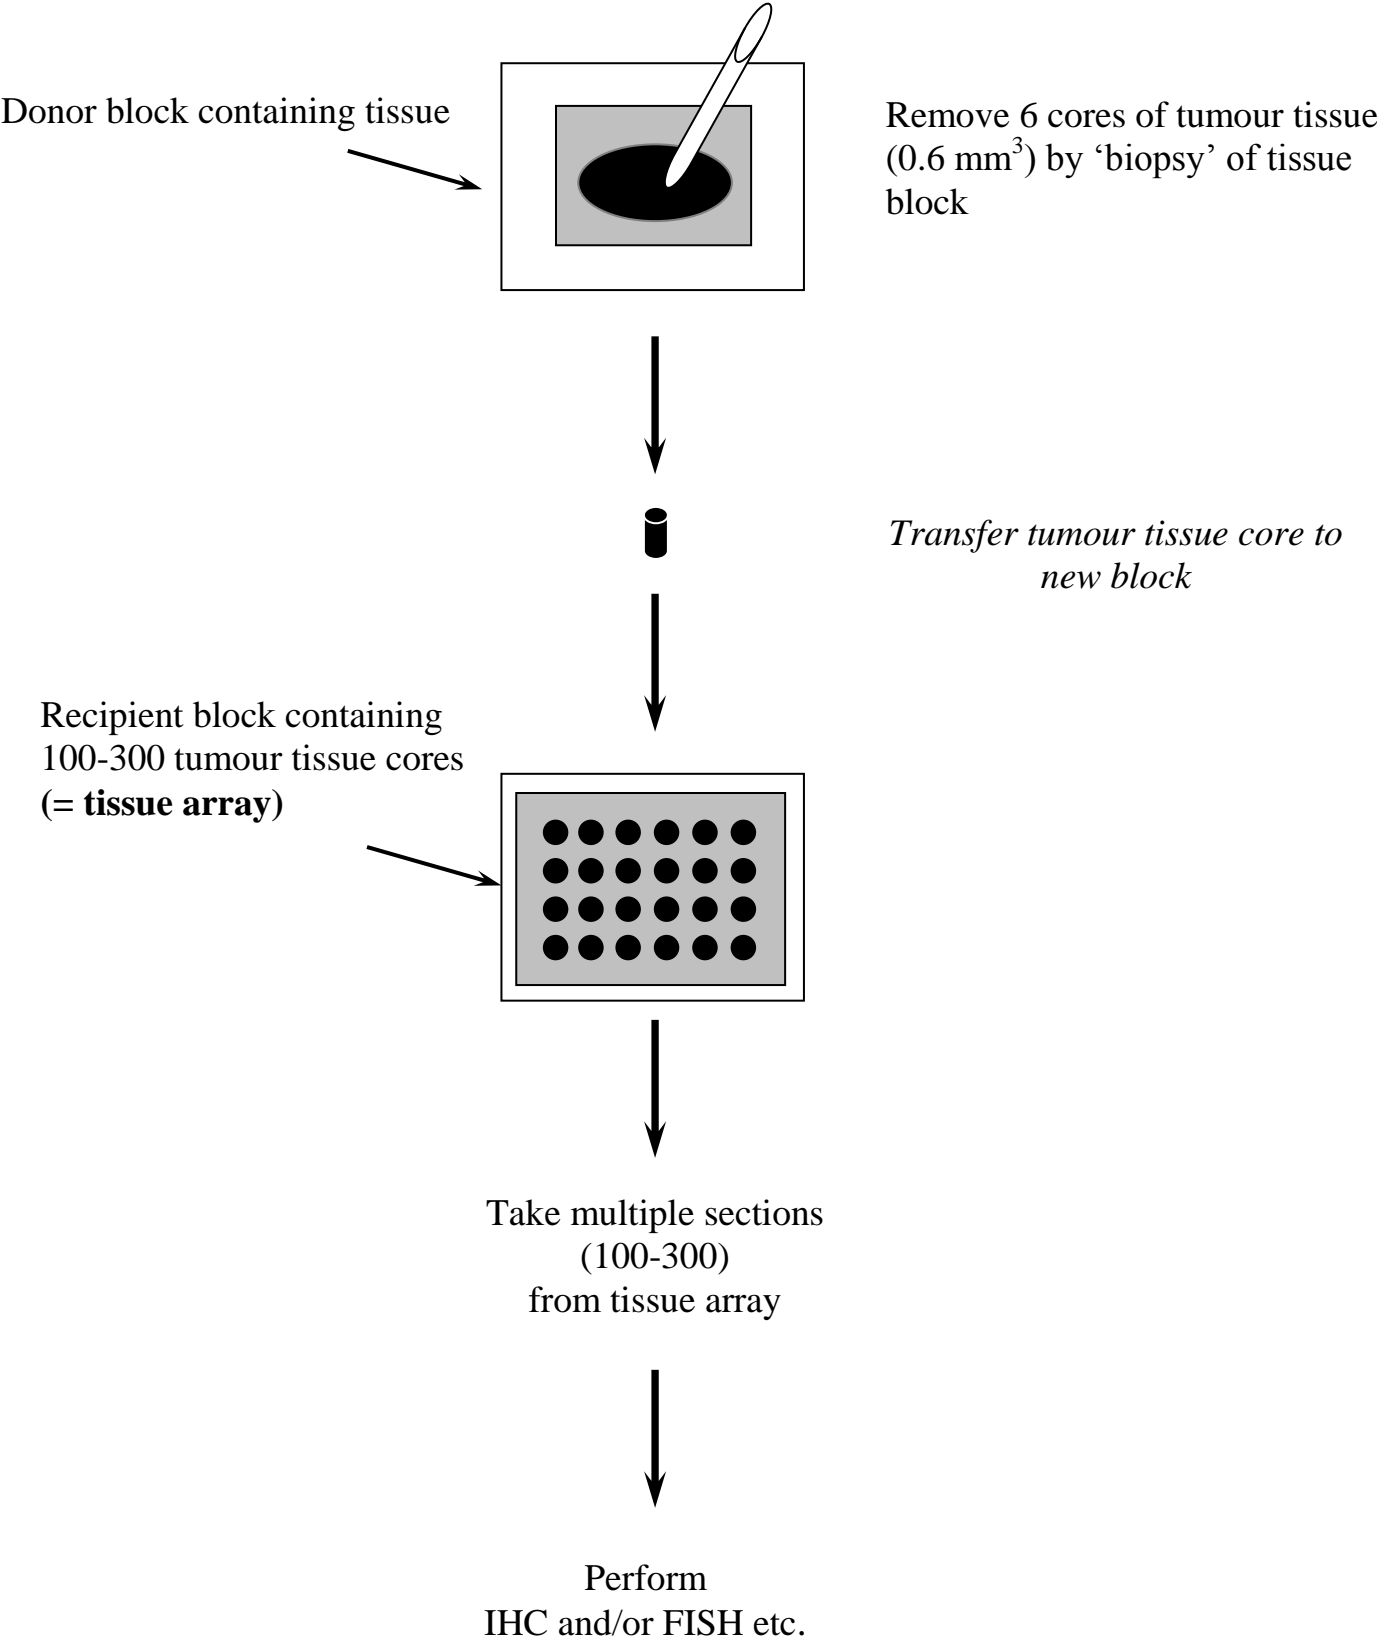 Donor block containing tissue
Remove 6 cores of tumour tissue
(0.6 mm³) by ‘biopsy’ of tissue
block
Transfer tumour tissue core to
new block
Recipient block containing
100-300 tumour tissue cores
(= tissue array)
Take multiple sections
(100-300)
from tissue array
Perform
IHC and/or FISH etc.